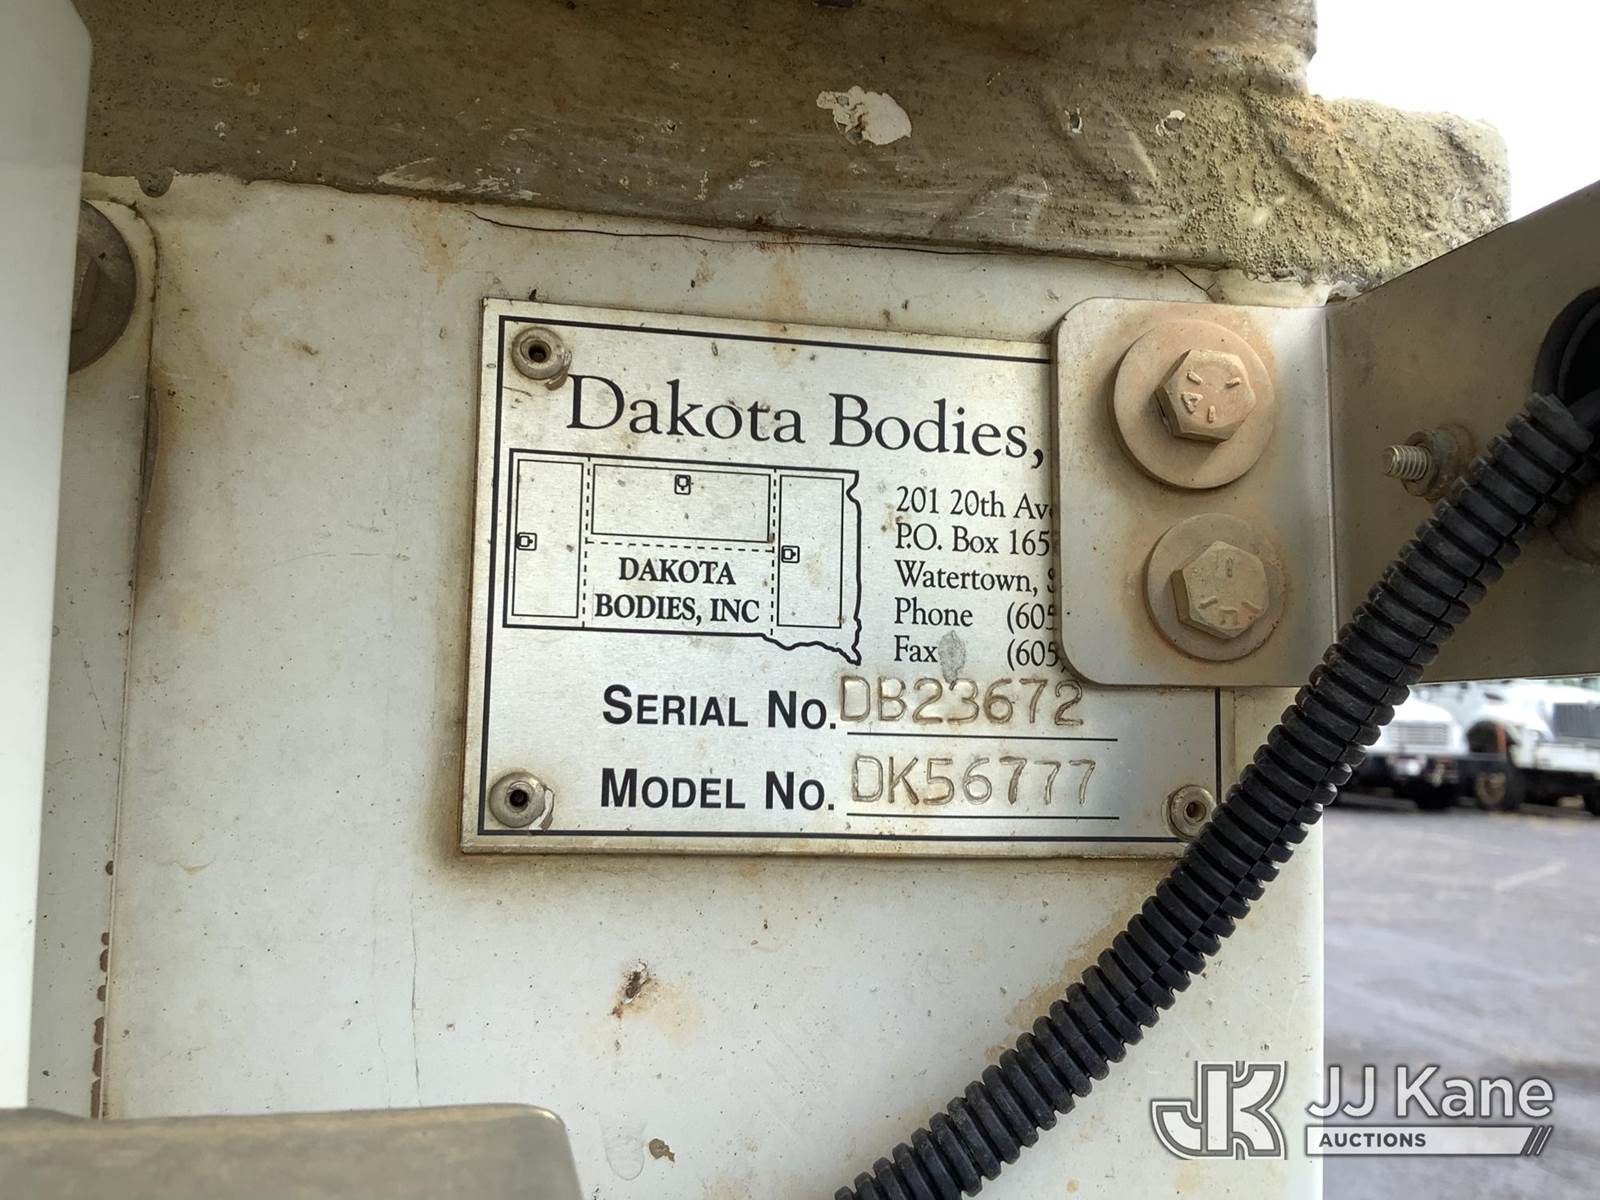 Dakota Bodies,
201 20th Av
P.O. Box 165
Watertown,
Phone (605
Fax (605
DAKOTA
BODIES, INC
SERIAL NO. DB23672
MODEL NO. DK56777
JJ Kane
AUCTIONS